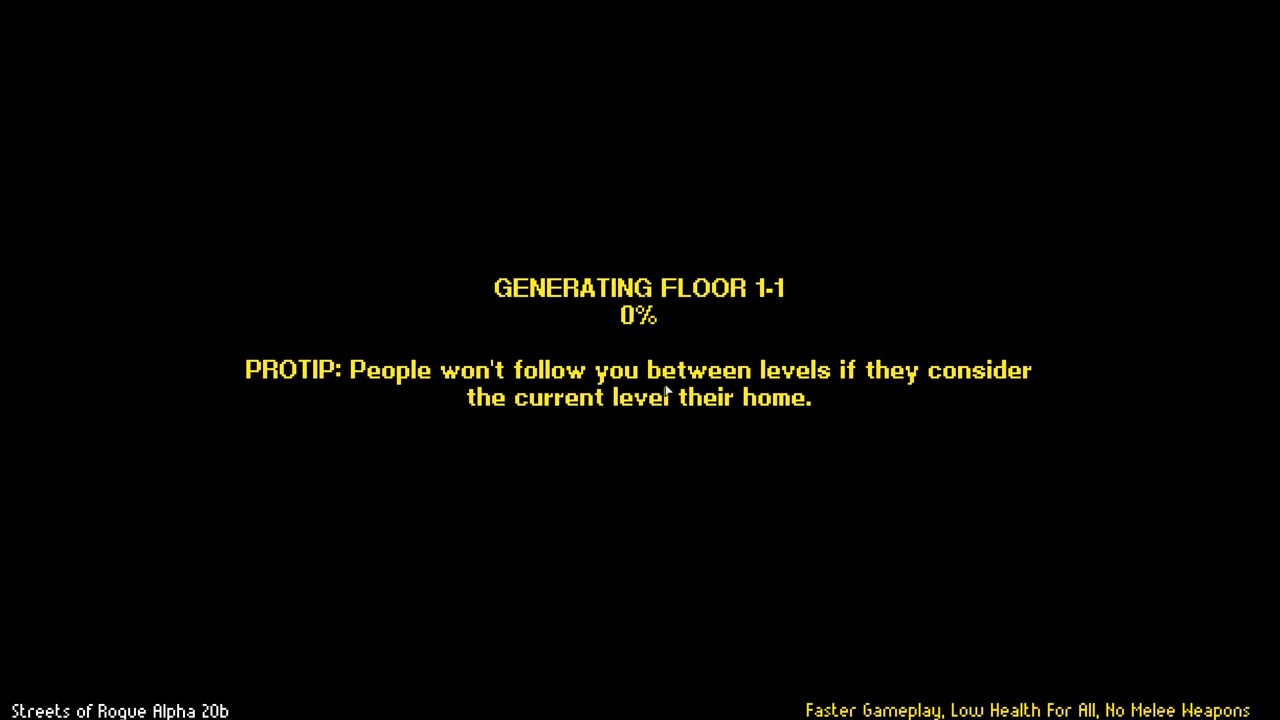 GENERATING FLOOR 1-1
0%
PROTIP: People won't follow you between levels if they consider
the current level their home.
Streets of Rogue Alpha 20b
Faster Gameplay, Low Health For All, No Melee Weapons